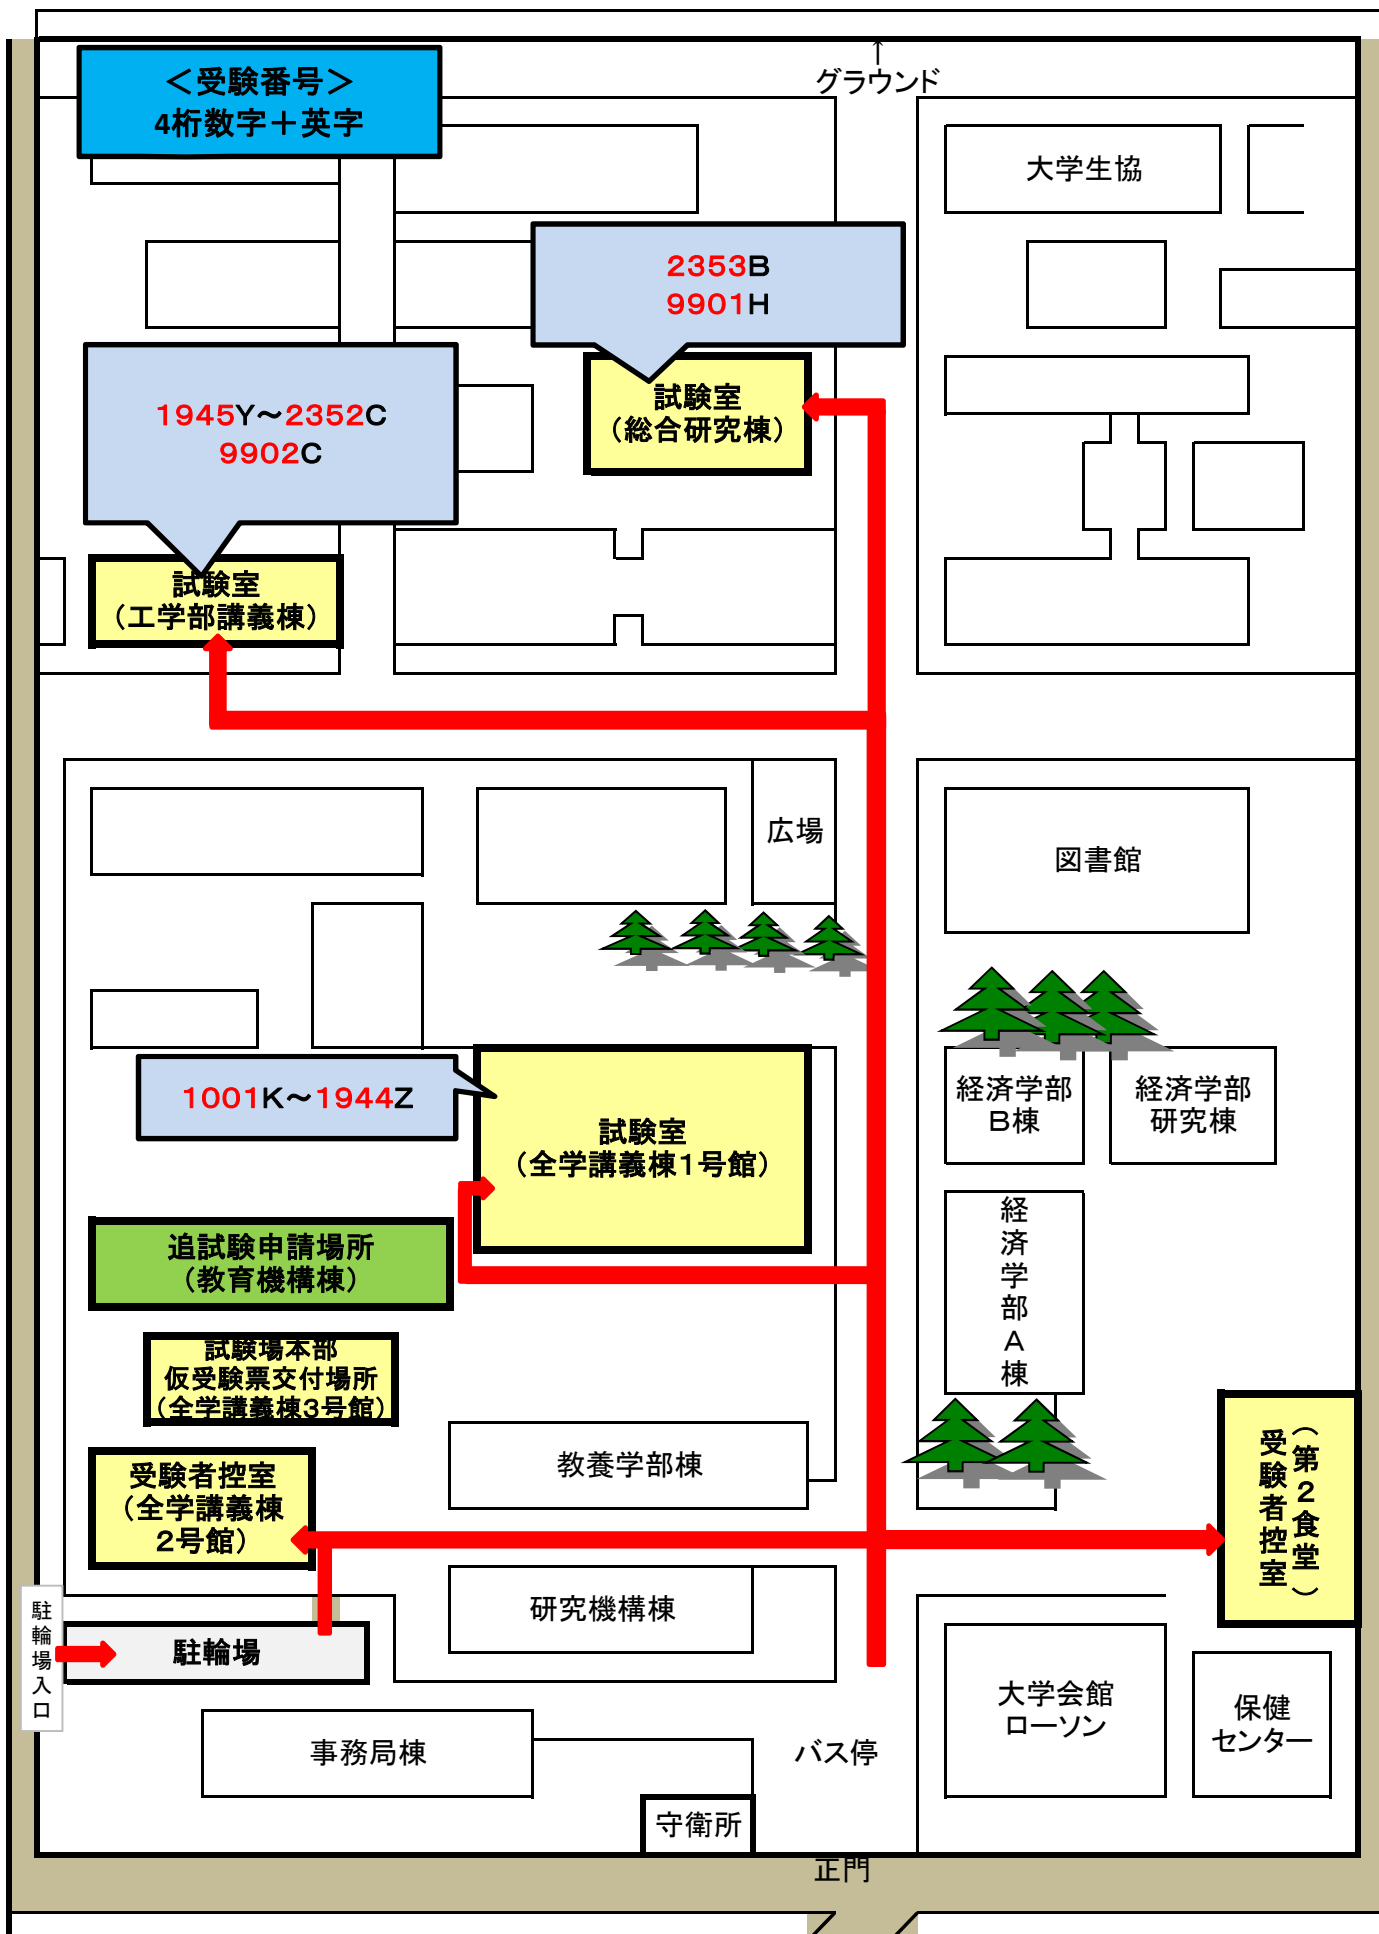 ＜受験番号＞
4桁数字＋英字
↑
グラウンド
大学生協
2353B
9901H
試験室
（総合研究棟）
1945Y～2352C
9902C
試験室
（工学部講義棟）
広場
図書館
経済学部
B棟
経済学部
研究棟
1001K～1944Z
試験室
（全学講義棟1号館）
経済学部A棟
追試験申請場所
（教育機構棟）
試験場本部
仮受験票交付場所
（全学講義棟3号館）
教養学部棟
受験者控室
（第2食堂）
受験者控室
（全学講義棟
2号館）
研究機構棟
駐輪場入口
駐輪場
大学会館
ローソン
保健
センター
事務局棟
バス停
守衛所
正門